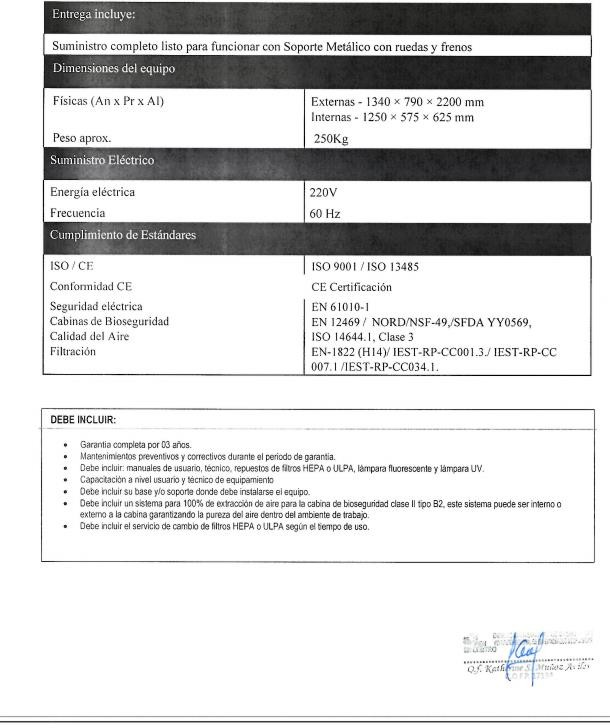 Entrega incluye:
Suministro completo listo para funcionar con Soporte Metálico con ruedas y frenos
Dimensiones del equipo
Físicas (An x Pr x Al) Externas - 1340 × 790 × 2200 mm
Internas - 1250 × 575 × 625 mm
Peso aprox. 250Kg
Suministro Eléctrico
Energía eléctrica 220V
Frecuencia 60 Hz
Cumplimiento de Estándares
ISO / CE ISO 9001 / ISO 13485
Conformidad CE CE Certificación
Seguridad eléctrica EN 61010-1
Cabinas de Bioseguridad EN 12469 / NORD/NSF-49,/SFDA YY0569,
Calidad del Aire ISO 14644.1, Clase 3
Filtración EN-1822 (H14)/ IEST-RP-CC001.3./ IEST-RP-CC
007.1 /IEST-RP-CC034.1.
DEBE INCLUIR:
• Garantía completa por 03 años.
• Mantenimientos preventivos y correctivos durante el periodo de garantía.
• Debe incluir: manuales de usuario, técnico, repuestos de filtros HEPA o ULPA, lámpara fluorescente y lámpara UV.
• Capacitación a nivel usuario y técnico de equipamiento
• Debe incluir su base y/o soporte donde debe instalarse el equipo.
• Debe incluir un sistema para 100% de extracción de aire para la cabina de bioseguridad clase II tipo B2, este sistema puede ser interno o
externo a la cabina garantizando la pureza del aire dentro del ambiente de trabajo.
• Debe incluir el servicio de cambio de filtros HEPA o ULPA según el tiempo de uso.
Q.F. Katherine S. Muñoz Aviles